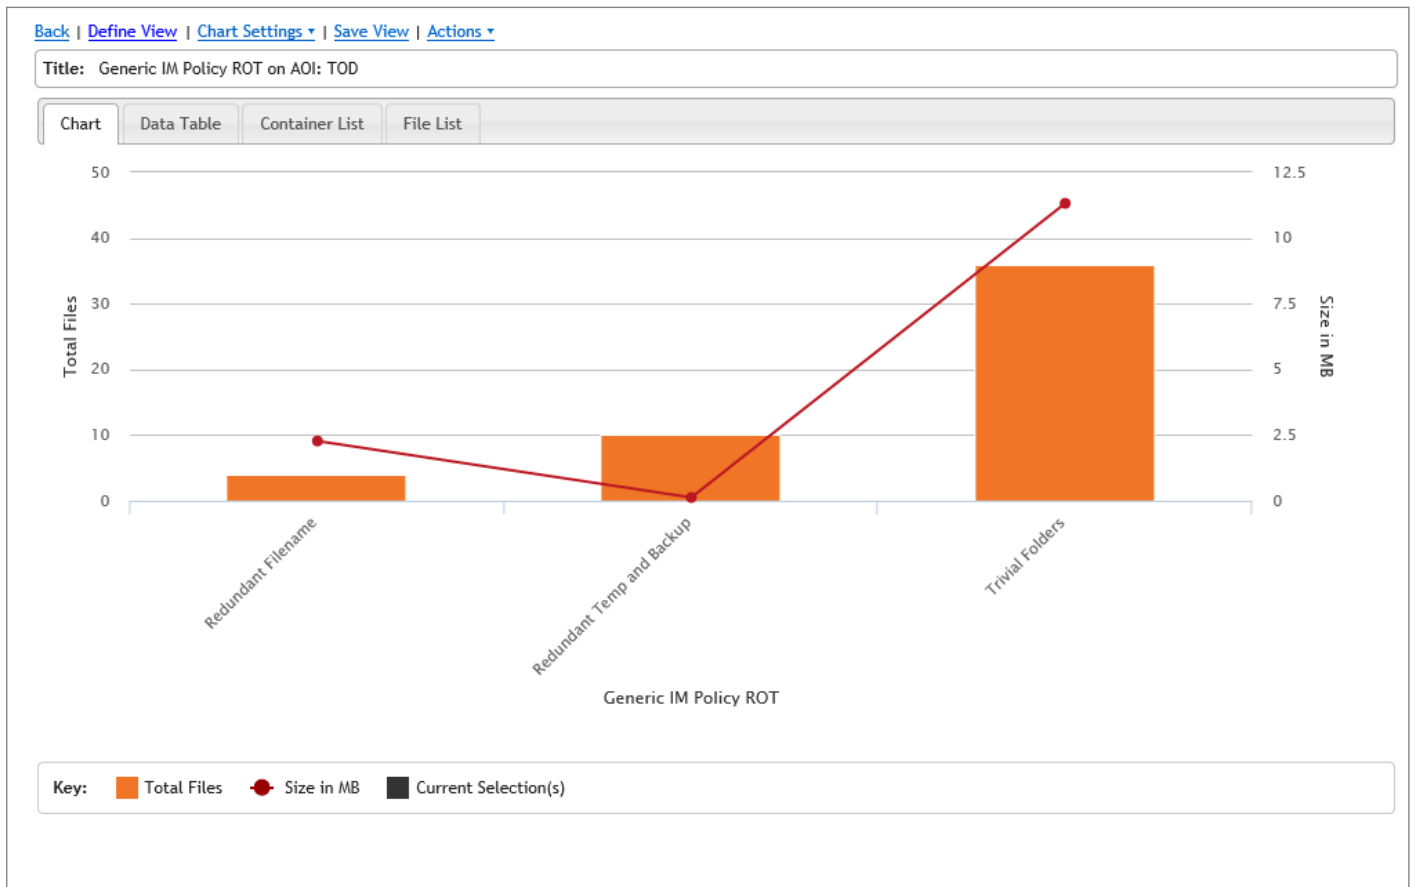 Back | Define View | Chart Settings ▾ | Save View | Actions ▾
Title: Generic IM Policy ROT on AOI: TOD
Chart Data Table Container List File List
50 12.5
40 10
30 7.5
20 5
10 2.5
0 0
Total Files
Size in MB
Redundant Filename
Redundant Temp and Backup
Trivial Folders
Generic IM Policy ROT
Key: Total Files Size in MB Current Selection(s)